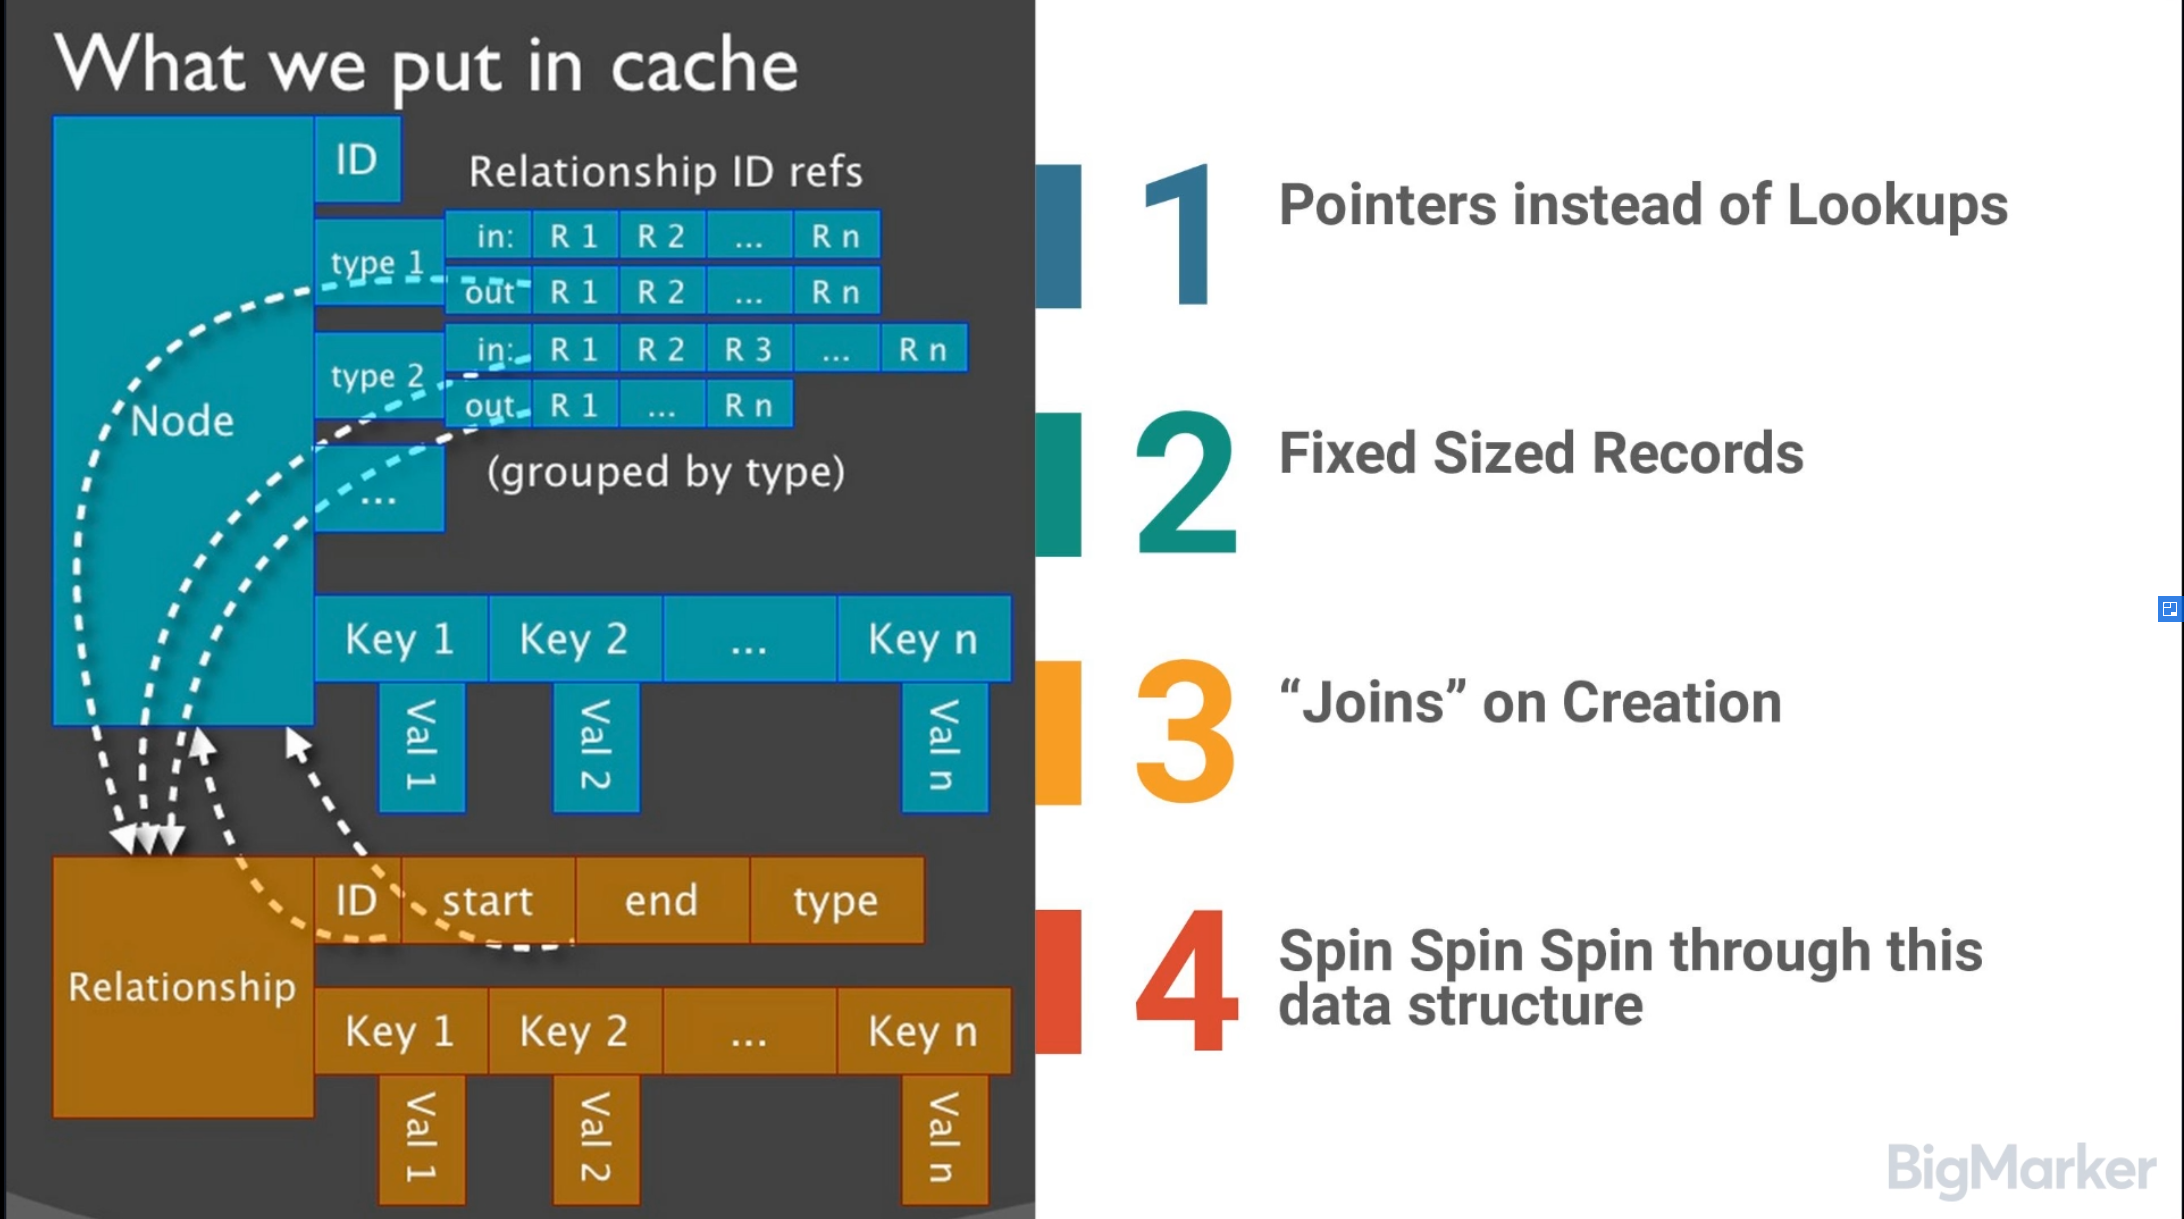 What we put in cache
ID
Relationship ID refs
type 1
in: R 1 R 2 ... R n
out R 1 R 2 ... R n
type 2
in: R 1 R 2 R 3 ... R n
out R 1 ... R n
Node
...
(grouped by type)
Key 1 Key 2 ... Key n
Val 1 Val 2 Val n
Relationship
ID start end type
Key 1 Key 2 ... Key n
Val 1 Val 2 Val n
1 Pointers instead of Lookups
2 Fixed Sized Records
3 “Joins” on Creation
4 Spin Spin Spin through this
data structure
BigMarker